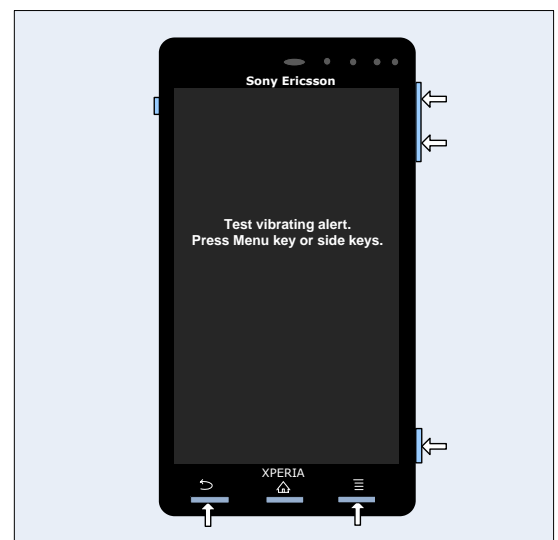 Sony Ericsson
Test vibrating alert.
Press Menu key or side keys.
XPERIA